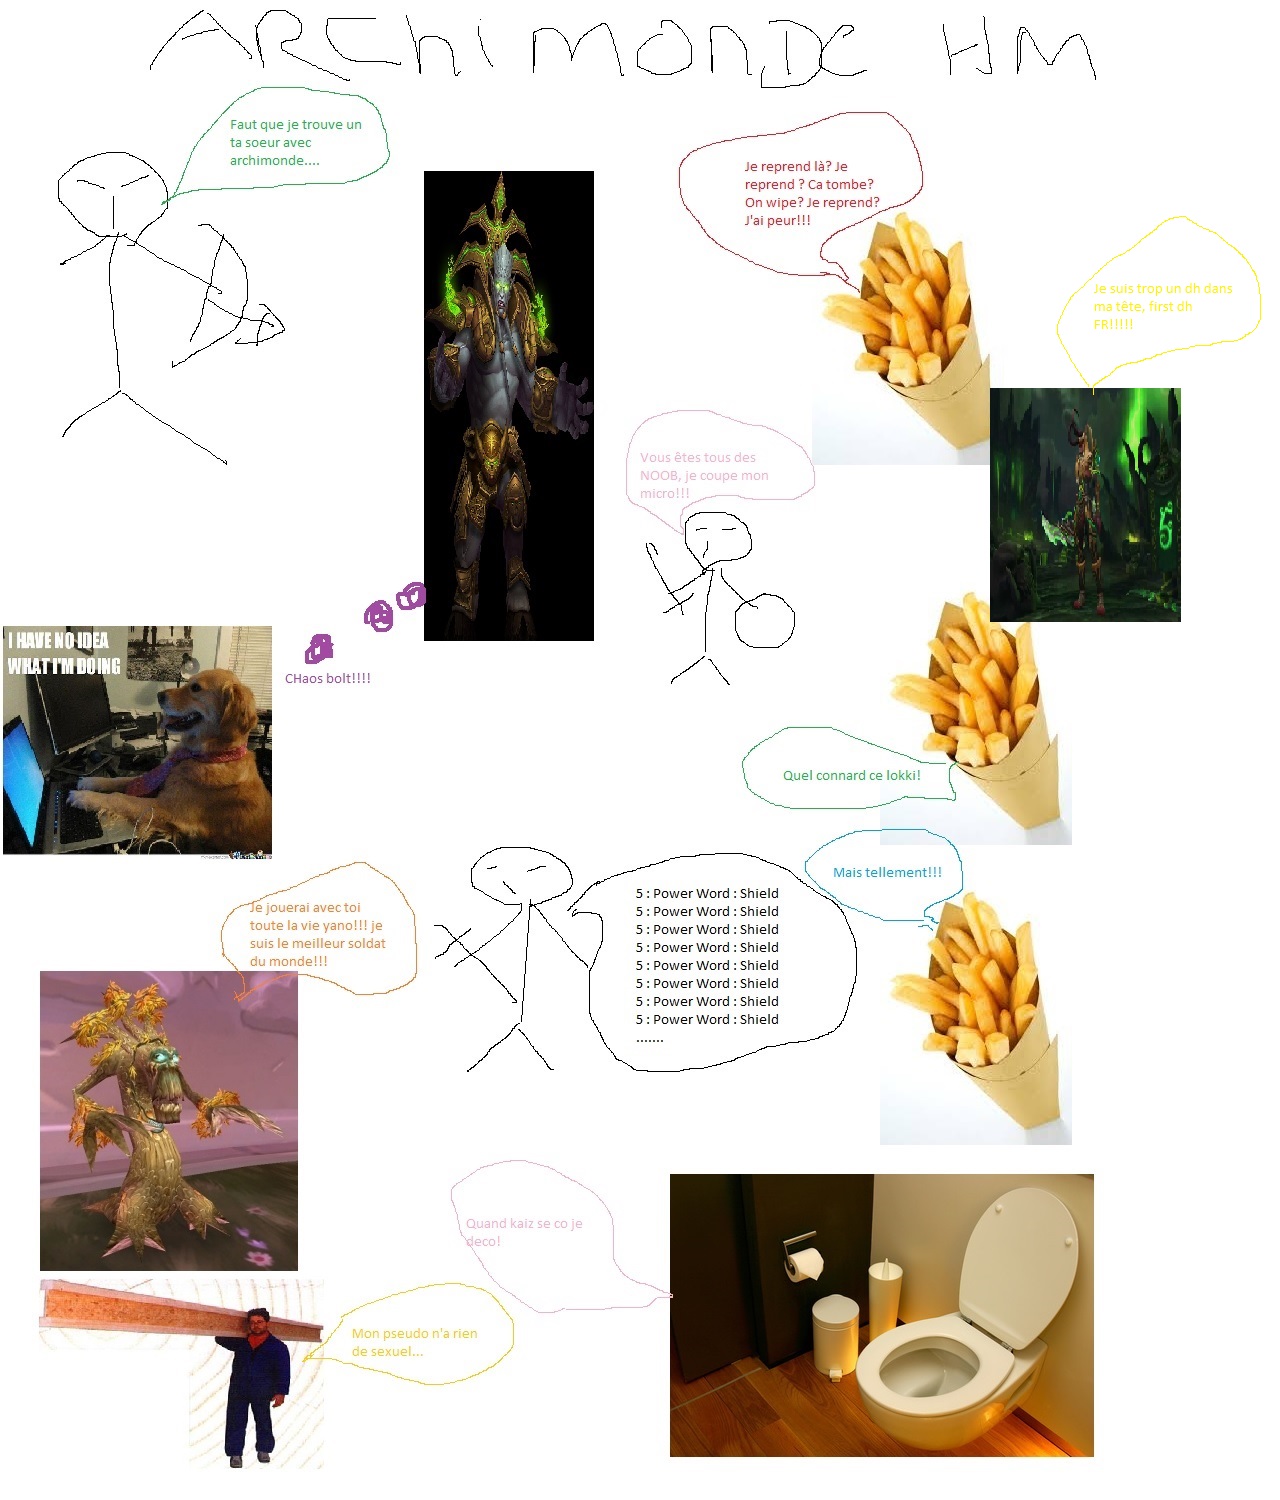 ARChiMONDE HM
Faut que je trouve un
ta soeur avec
archimonde....
Je reprend là? Je
reprend ? Ca tombe?
On wipe? Je reprend?
J'ai peur!!!
Je suis trop un dh dans
ma tête, first dh
FR!!!!!
Vous êtes tous des
NOOB, je coupe mon
micro!!!
I HAVE NO IDEA
WHAT I'M DOING
CHaos bolt!!!!
Quel connard ce lokki!
Mais tellement!!!
5 : Power Word : Shield
5 : Power Word : Shield
5 : Power Word : Shield
5 : Power Word : Shield
5 : Power Word : Shield
5 : Power Word : Shield
5 : Power Word : Shield
5 : Power Word : Shield
.......
Je jouerai avec toi
toute la vie yano!!! je
suis le meilleur soldat
du monde!!!
Quand kaiz se co je
deco!
Mon pseudo n'a rien
de sexuel...